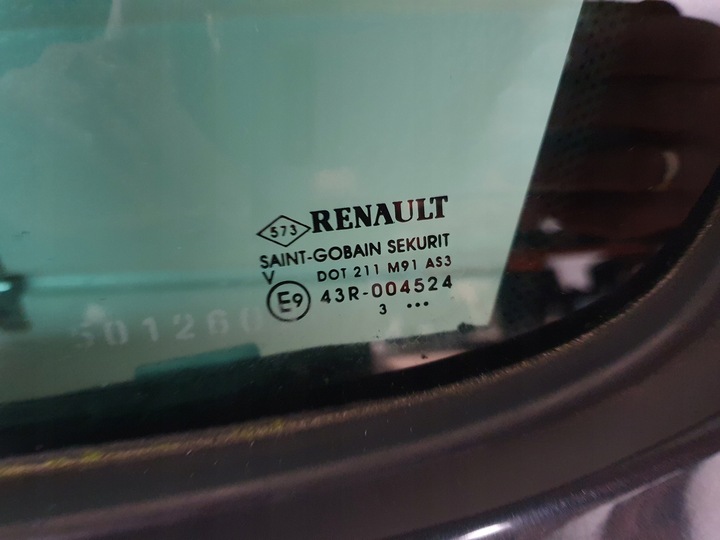 573 RENAULT
SAINT-GOBAIN SEKURIT
V DOT 211 M91 AS3
E9 43R-004524
3 •••